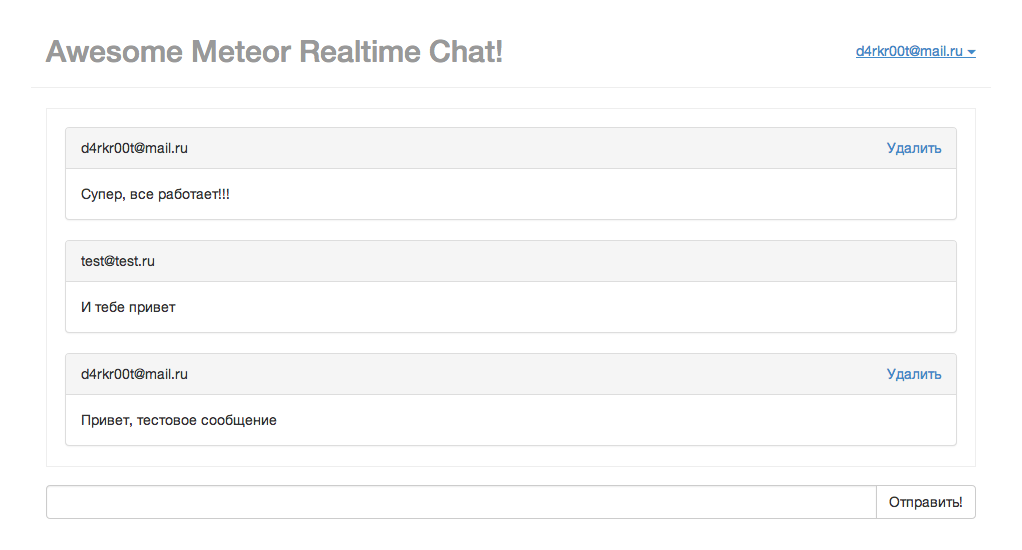 Awesome Meteor Realtime Chat!
d4rkr00t@mail.ru
d4rkr00t@mail.ru
Удалить
Супер, все работает!!!
test@test.ru
И тебе привет
d4rkr00t@mail.ru
Удалить
Привет, тестовое сообщение
Отправить!